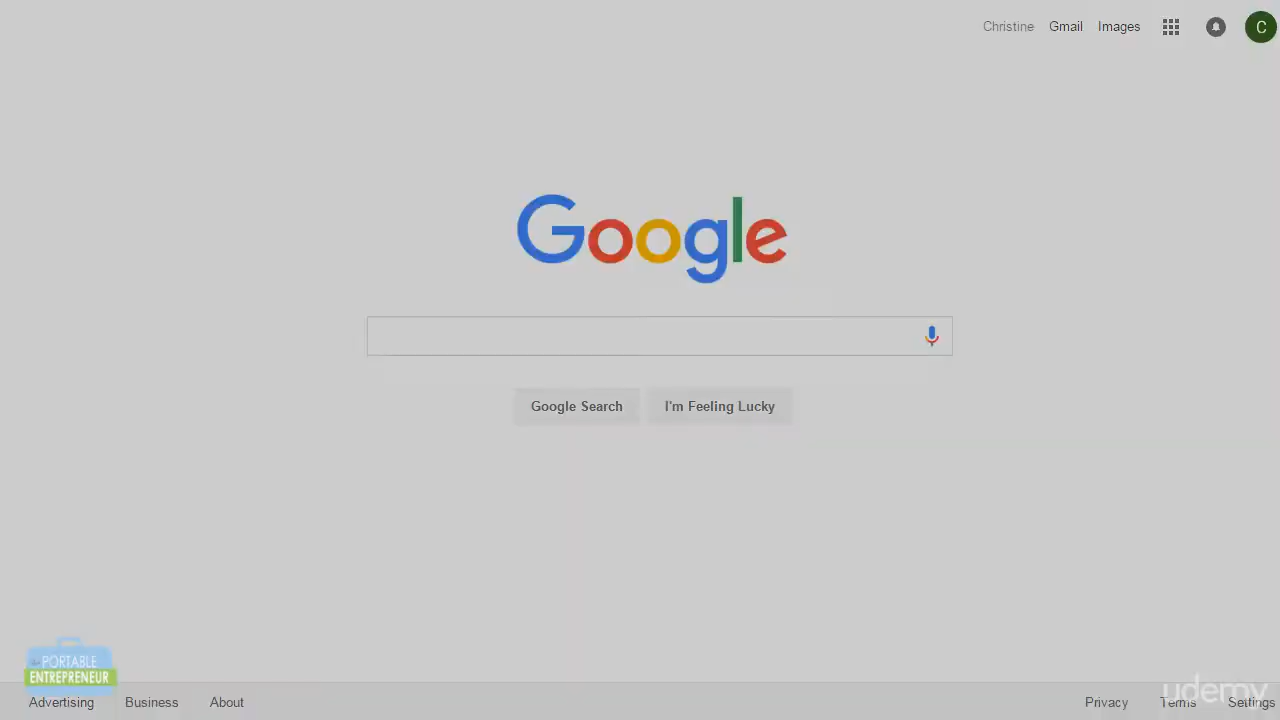 Christine Gmail Images C
Google
Google Search I'm Feeling Lucky
PORTABLE
ENTREPRENEUR
udemy
Advertising Business About Privacy Terms Settings